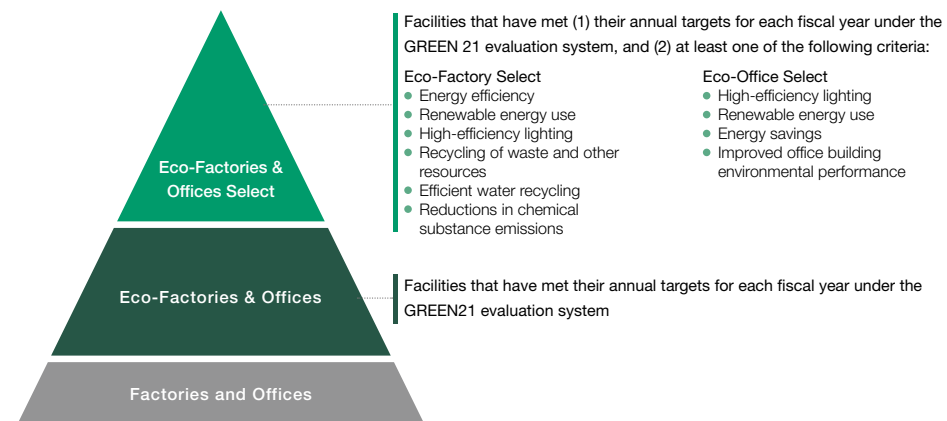 Facilities that have met (1) their annual targets for each fiscal year under the
GREEN 21 evaluation system, and (2) at least one of the following criteria:
Eco-Factory Select
Energy efficiency
Renewable energy use
High-efficiency lighting
Recycling of waste and other
resources
Efficient water recycling
Reductions in chemical
substance emissions
Eco-Office Select
High-efficiency lighting
Renewable energy use
Energy savings
Improved office building
environmental performance
Eco-Factories &
Offices Select
Eco-Factories & Offices
Facilities that have met their annual targets for each fiscal year under the
GREEN21 evaluation system
Factories and Offices